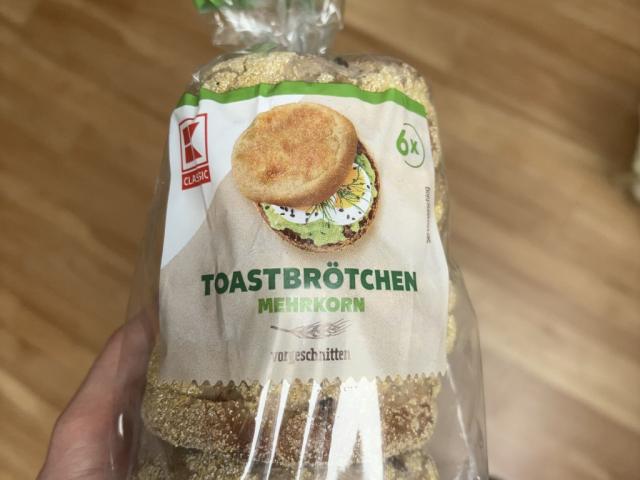 K
CLASSIC
6x
TOASTBRÖTCHEN
MEHRKORN
vorgeschnitten